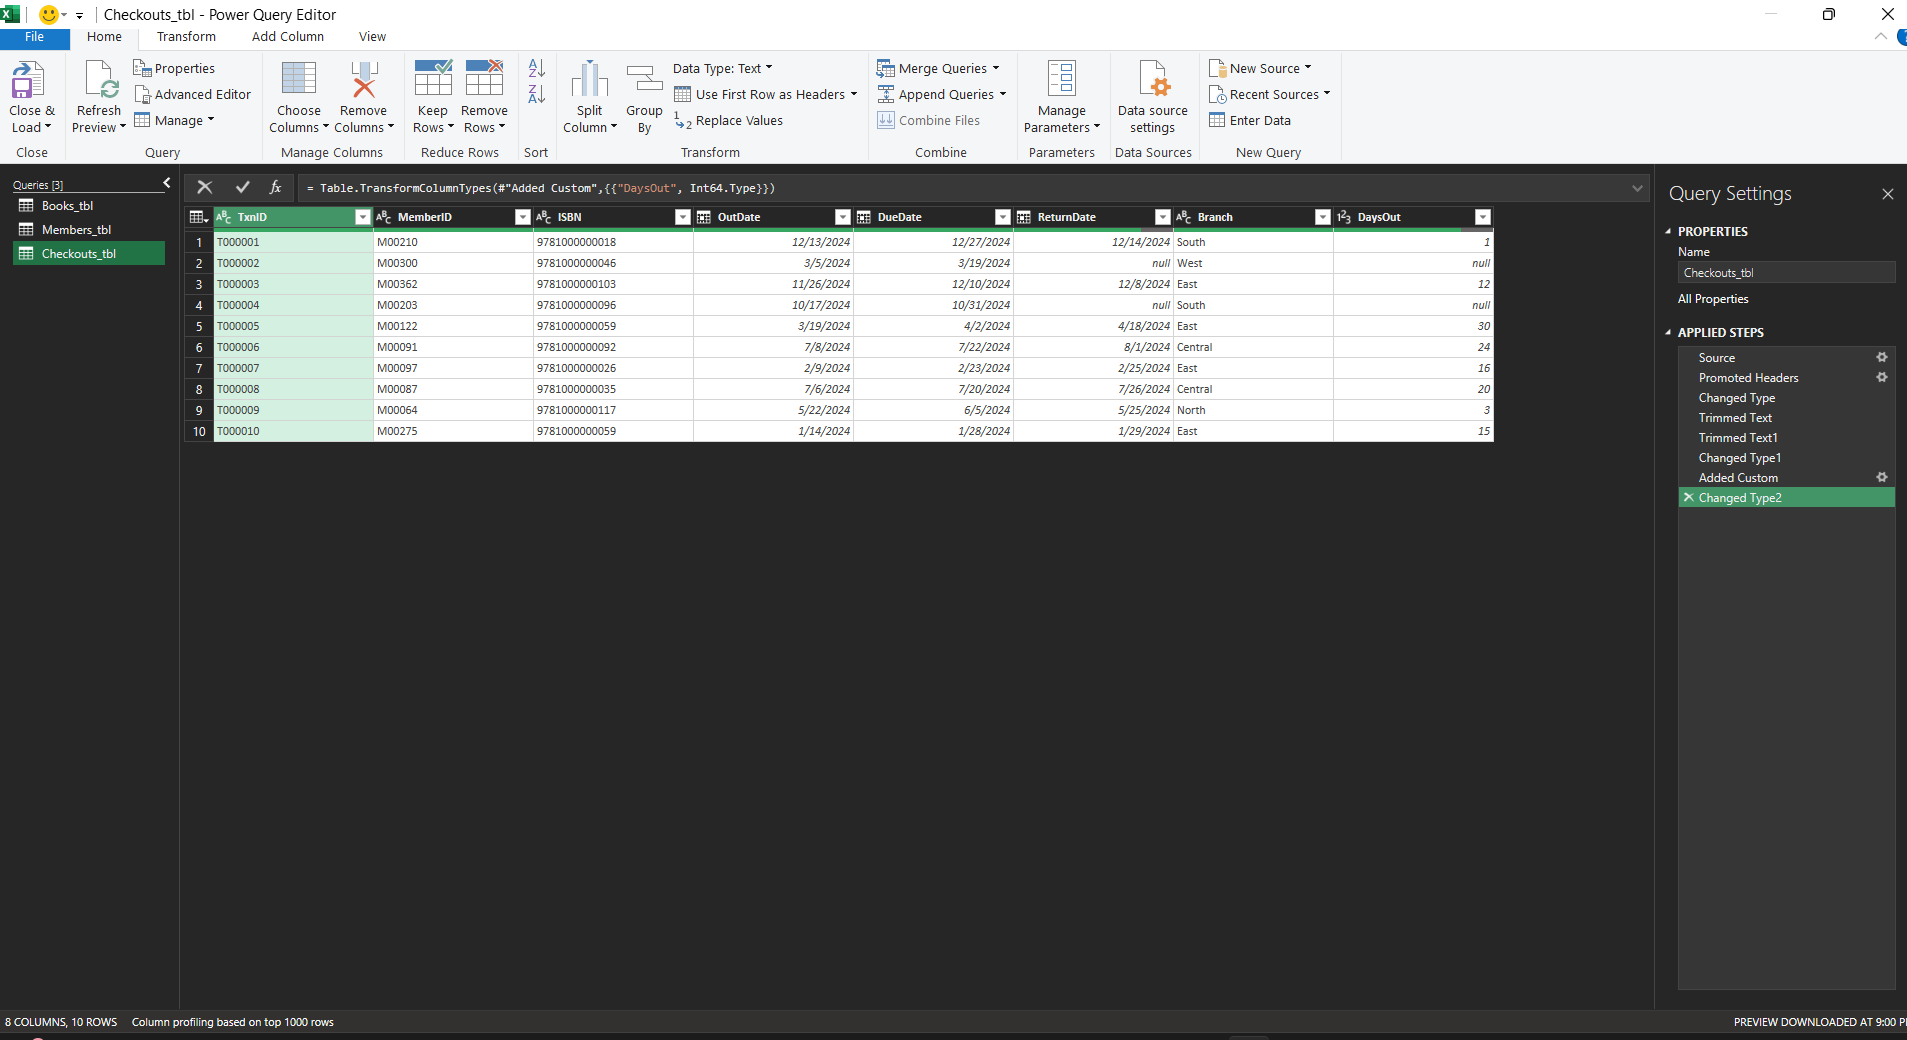 Checkouts_tbl - Power Query Editor
File Home Transform Add Column View
Close & Load
Close
Refresh Preview
Properties
Advanced Editor
Manage
Query
Choose Columns
Remove Columns
Manage Columns
Keep Rows
Remove Rows
Reduce Rows
Sort
Split Column
Group By
Data Type: Text
Use First Row as Headers
Replace Values
Transform
Merge Queries
Append Queries
Combine Files
Combine
Manage Parameters
Parameters
Data source settings
Data Sources
New Source
Recent Sources
Enter Data
New Query
Queries [3]
Books_tbl
Members_tbl
Checkouts_tbl
fx = Table.TransformColumnTypes(#"Added Custom",{{"DaysOut", Int64.Type}})
TxnID MemberID ISBN OutDate DueDate ReturnDate Branch DaysOut
1 T000001 M00210 9781000000018 12/13/2024 12/27/2024 12/14/2024 South 1
2 T000002 M00300 9781000000046 3/5/2024 3/19/2024 null West null
3 T000003 M00362 9781000000103 11/26/2024 12/10/2024 12/8/2024 East 12
4 T000004 M00203 9781000000096 10/17/2024 10/31/2024 null South null
5 T000005 M00122 9781000000059 3/19/2024 4/2/2024 4/18/2024 East 30
6 T000006 M00091 9781000000092 7/8/2024 7/22/2024 8/1/2024 Central 24
7 T000007 M00097 9781000000026 2/9/2024 2/23/2024 2/25/2024 East 16
8 T000008 M00087 9781000000035 7/6/2024 7/20/2024 7/26/2024 Central 20
9 T000009 M00064 9781000000117 5/22/2024 6/5/2024 5/25/2024 North 3
10 T000010 M00275 9781000000059 1/14/2024 1/28/2024 1/29/2024 East 15
Query Settings
PROPERTIES
Name
Checkouts_tbl
All Properties
APPLIED STEPS
Source
Promoted Headers
Changed Type
Trimmed Text
Trimmed Text1
Changed Type1
Added Custom
Changed Type2
8 COLUMNS, 10 ROWS Column profiling based on top 1000 rows
PREVIEW DOWNLOADED AT 9:00 P